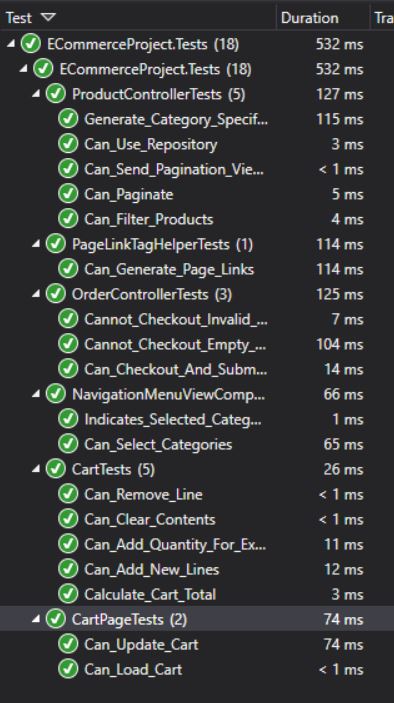 Test Duration Tra
ECommerceProject.Tests (18) 532 ms
ECommerceProject.Tests (18) 532 ms
ProductControllerTests (5) 127 ms
Generate_Category_Specif... 115 ms
Can_Use_Repository 3 ms
Can_Send_Pagination_Vie... < 1 ms
Can_Paginate 5 ms
Can_Filter_Products 4 ms
PageLinkTagHelperTests (1) 114 ms
Can_Generate_Page_Links 114 ms
OrderControllerTests (3) 125 ms
Cannot_Checkout_Invalid_... 7 ms
Cannot_Checkout_Empty_... 104 ms
Can_Checkout_And_Subm... 14 ms
NavigationMenuViewComp... 66 ms
Indicates_Selected_Categ... 1 ms
Can_Select_Categories 65 ms
CartTests (5) 26 ms
Can_Remove_Line < 1 ms
Can_Clear_Contents < 1 ms
Can_Add_Quantity_For_Ex... 11 ms
Can_Add_New_Lines 12 ms
Calculate_Cart_Total 3 ms
CartPageTests (2) 74 ms
Can_Update_Cart 74 ms
Can_Load_Cart < 1 ms